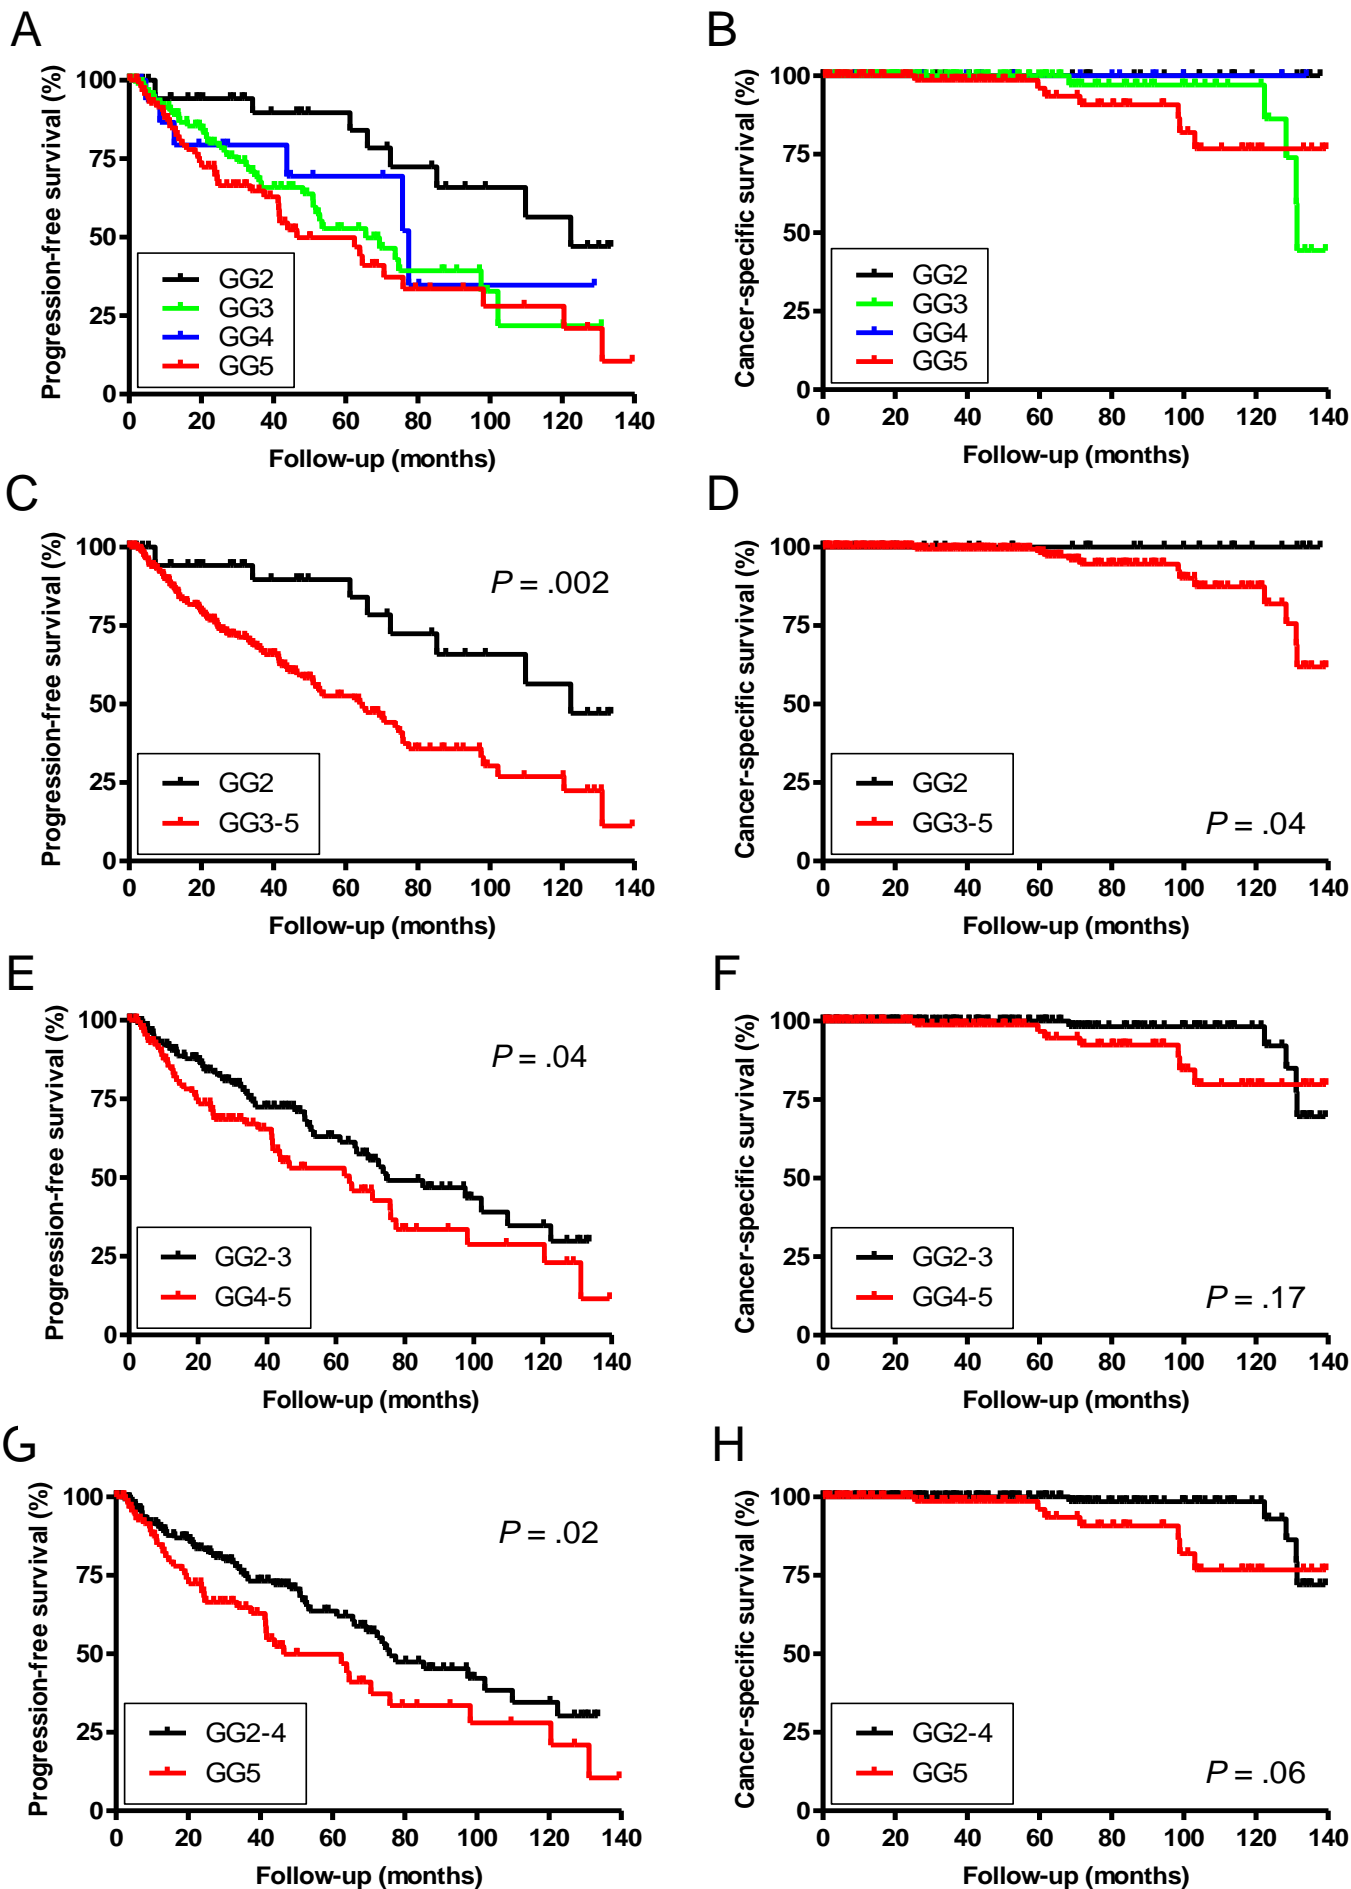 A
Progression-free survival (%)
100
75
50
25
0
GG2
GG3
GG4
GG5
0 20 40 60 80 100 120 140
Follow-up (months)
B
Cancer-specific survival (%)
100
75
50
25
0
GG2
GG3
GG4
GG5
0 20 40 60 80 100 120 140
Follow-up (months)
C
Progression-free survival (%)
100
75
50
25
0
P = .002
GG2
GG3-5
0 20 40 60 80 100 120 140
Follow-up (months)
D
Cancer-specific survival (%)
100
75
50
25
0
GG2
GG3-5
P = .04
0 20 40 60 80 100 120 140
Follow-up (months)
E
Progression-free survival (%)
100
75
50
25
0
P = .04
GG2-3
GG4-5
0 20 40 60 80 100 120 140
Follow-up (months)
F
Cancer-specific survival (%)
100
75
50
25
0
GG2-3
GG4-5
P = .17
0 20 40 60 80 100 120 140
Follow-up (months)
G
Progression-free survival (%)
100
75
50
25
0
P = .02
GG2-4
GG5
0 20 40 60 80 100 120 140
Follow-up (months)
H
Cancer-specific survival (%)
100
75
50
25
0
GG2-4
GG5
P = .06
0 20 40 60 80 100 120 140
Follow-up (months)